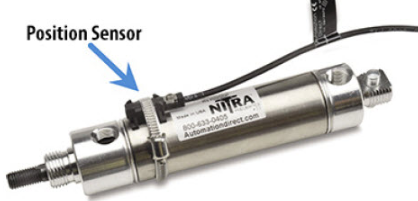 Position Sensor
NITRA
Made in USA
800-633-0405
Automationdirect.com